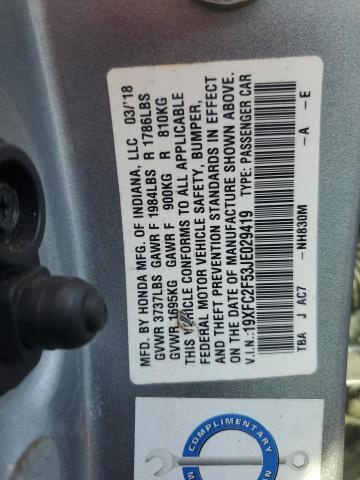 MFD. BY HONDA MFG. OF INDIANA, LLC 03/'18
GVWR 3737LBS GAWR F 1984LBS R 1786LBS
GVWR 1695KG GAWR F 900KG R 810KG
THIS VEHICLE CONFORMS TO ALL APPLICABLE
FEDERAL MOTOR VEHICLE SAFETY, BUMPER,
AND THEFT PREVENTION STANDARDS IN EFFECT
ON THE DATE OF MANUFACTURE SHOWN ABOVE.
V.I.N.:19XFC2F53JE029419 TYPE: PASSENGER CAR
TBA J AC7 -NH830M -A -E
COMPLIMENTARY